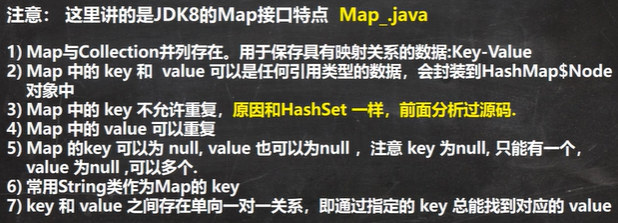 注意： 这里讲的是JDK8的Map接口特点 Map_.java
1) Map与Collection并列存在。用于保存具有映射关系的数据:Key-Value
2) Map 中的 key 和 value 可以是任何引用类型的数据，会封装到HashMap$Node
对象中
3) Map 中的 key 不允许重复，原因和HashSet 一样，前面分析过源码.
4) Map 中的 value 可以重复
5) Map 的key 可以为 null, value 也可以为null ，注意 key 为null, 只能有一个，
value 为null ,可以多个.
6) 常用String类作为Map的 key
7) key 和 value 之间存在单向一对一关系，即通过指定的 key 总能找到对应的 value